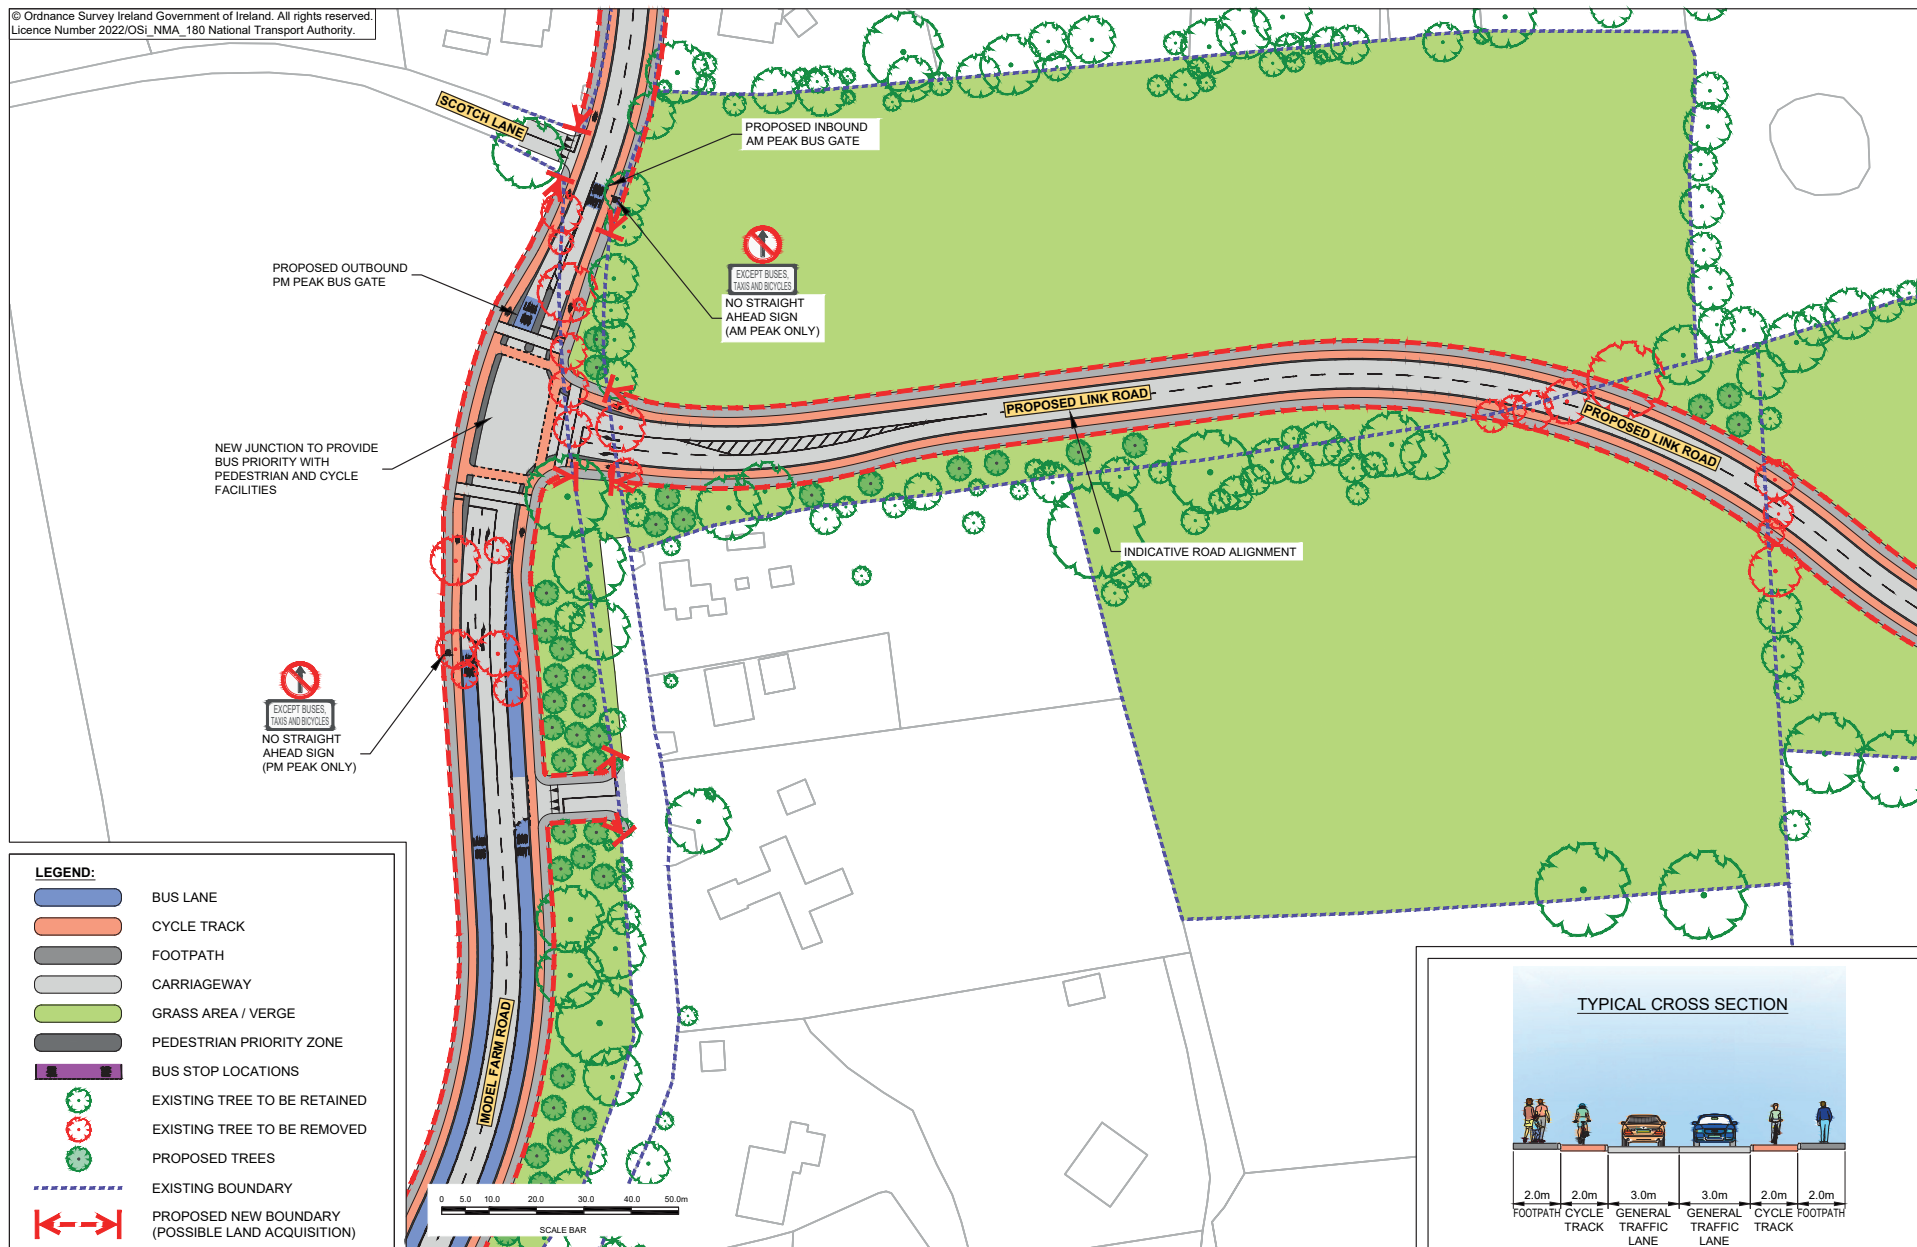 © Ordnance Survey Ireland Government of Ireland. All rights reserved.
Licence Number 2022/OSi_NMA_180 National Transport Authority.
SCOTCH LANE
PROPOSED INBOUND
AM PEAK BUS GATE
PROPOSED OUTBOUND
PM PEAK BUS GATE
EXCEPT BUSES,
TAXIS AND BICYCLES
NO STRAIGHT
AHEAD SIGN
(AM PEAK ONLY)
PROPOSED LINK ROAD
PROPOSED LINK ROAD
NEW JUNCTION TO PROVIDE
BUS PRIORITY WITH
PEDESTRIAN AND CYCLE
FACILITIES
INDICATIVE ROAD ALIGNMENT
EXCEPT BUSES,
TAXIS AND BICYCLES
NO STRAIGHT
AHEAD SIGN
(PM PEAK ONLY)
MODEL FARM ROAD
LEGEND:
BUS LANE
CYCLE TRACK
FOOTPATH
CARRIAGEWAY
GRASS AREA / VERGE
PEDESTRIAN PRIORITY ZONE
BUS STOP LOCATIONS
EXISTING TREE TO BE RETAINED
EXISTING TREE TO BE REMOVED
PROPOSED TREES
EXISTING BOUNDARY
PROPOSED NEW BOUNDARY
(POSSIBLE LAND ACQUISITION)
0 5.0 10.0 20.0 30.0 40.0 50.0m
SCALE BAR
TYPICAL CROSS SECTION
2.0m 2.0m 3.0m 3.0m 2.0m 2.0m
FOOTPATH CYCLE GENERAL GENERAL CYCLE FOOTPATH
TRACK TRAFFIC TRAFFIC TRACK
LANE LANE